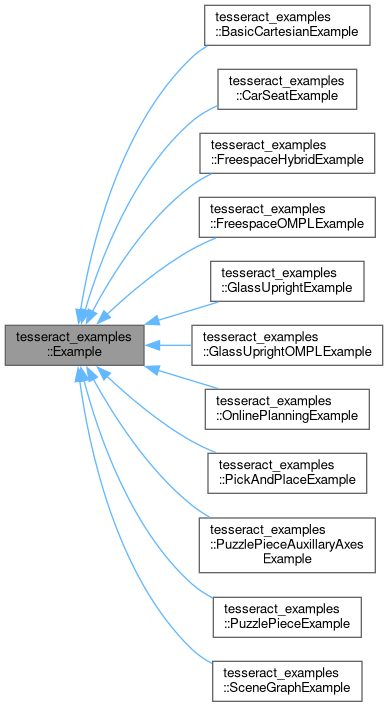 tesseract_examples
::BasicCartesianExample
tesseract_examples
::CarSeatExample
tesseract_examples
::FreespaceHybridExample
tesseract_examples
::FreespaceOMPLExample
tesseract_examples
::GlassUprightExample
tesseract_examples
::Example
tesseract_examples
::GlassUprightOMPLExample
tesseract_examples
::OnlinePlanningExample
tesseract_examples
::PickAndPlaceExample
tesseract_examples
::PuzzlePieceAuxillaryAxes
Example
tesseract_examples
::PuzzlePieceExample
tesseract_examples
::SceneGraphExample